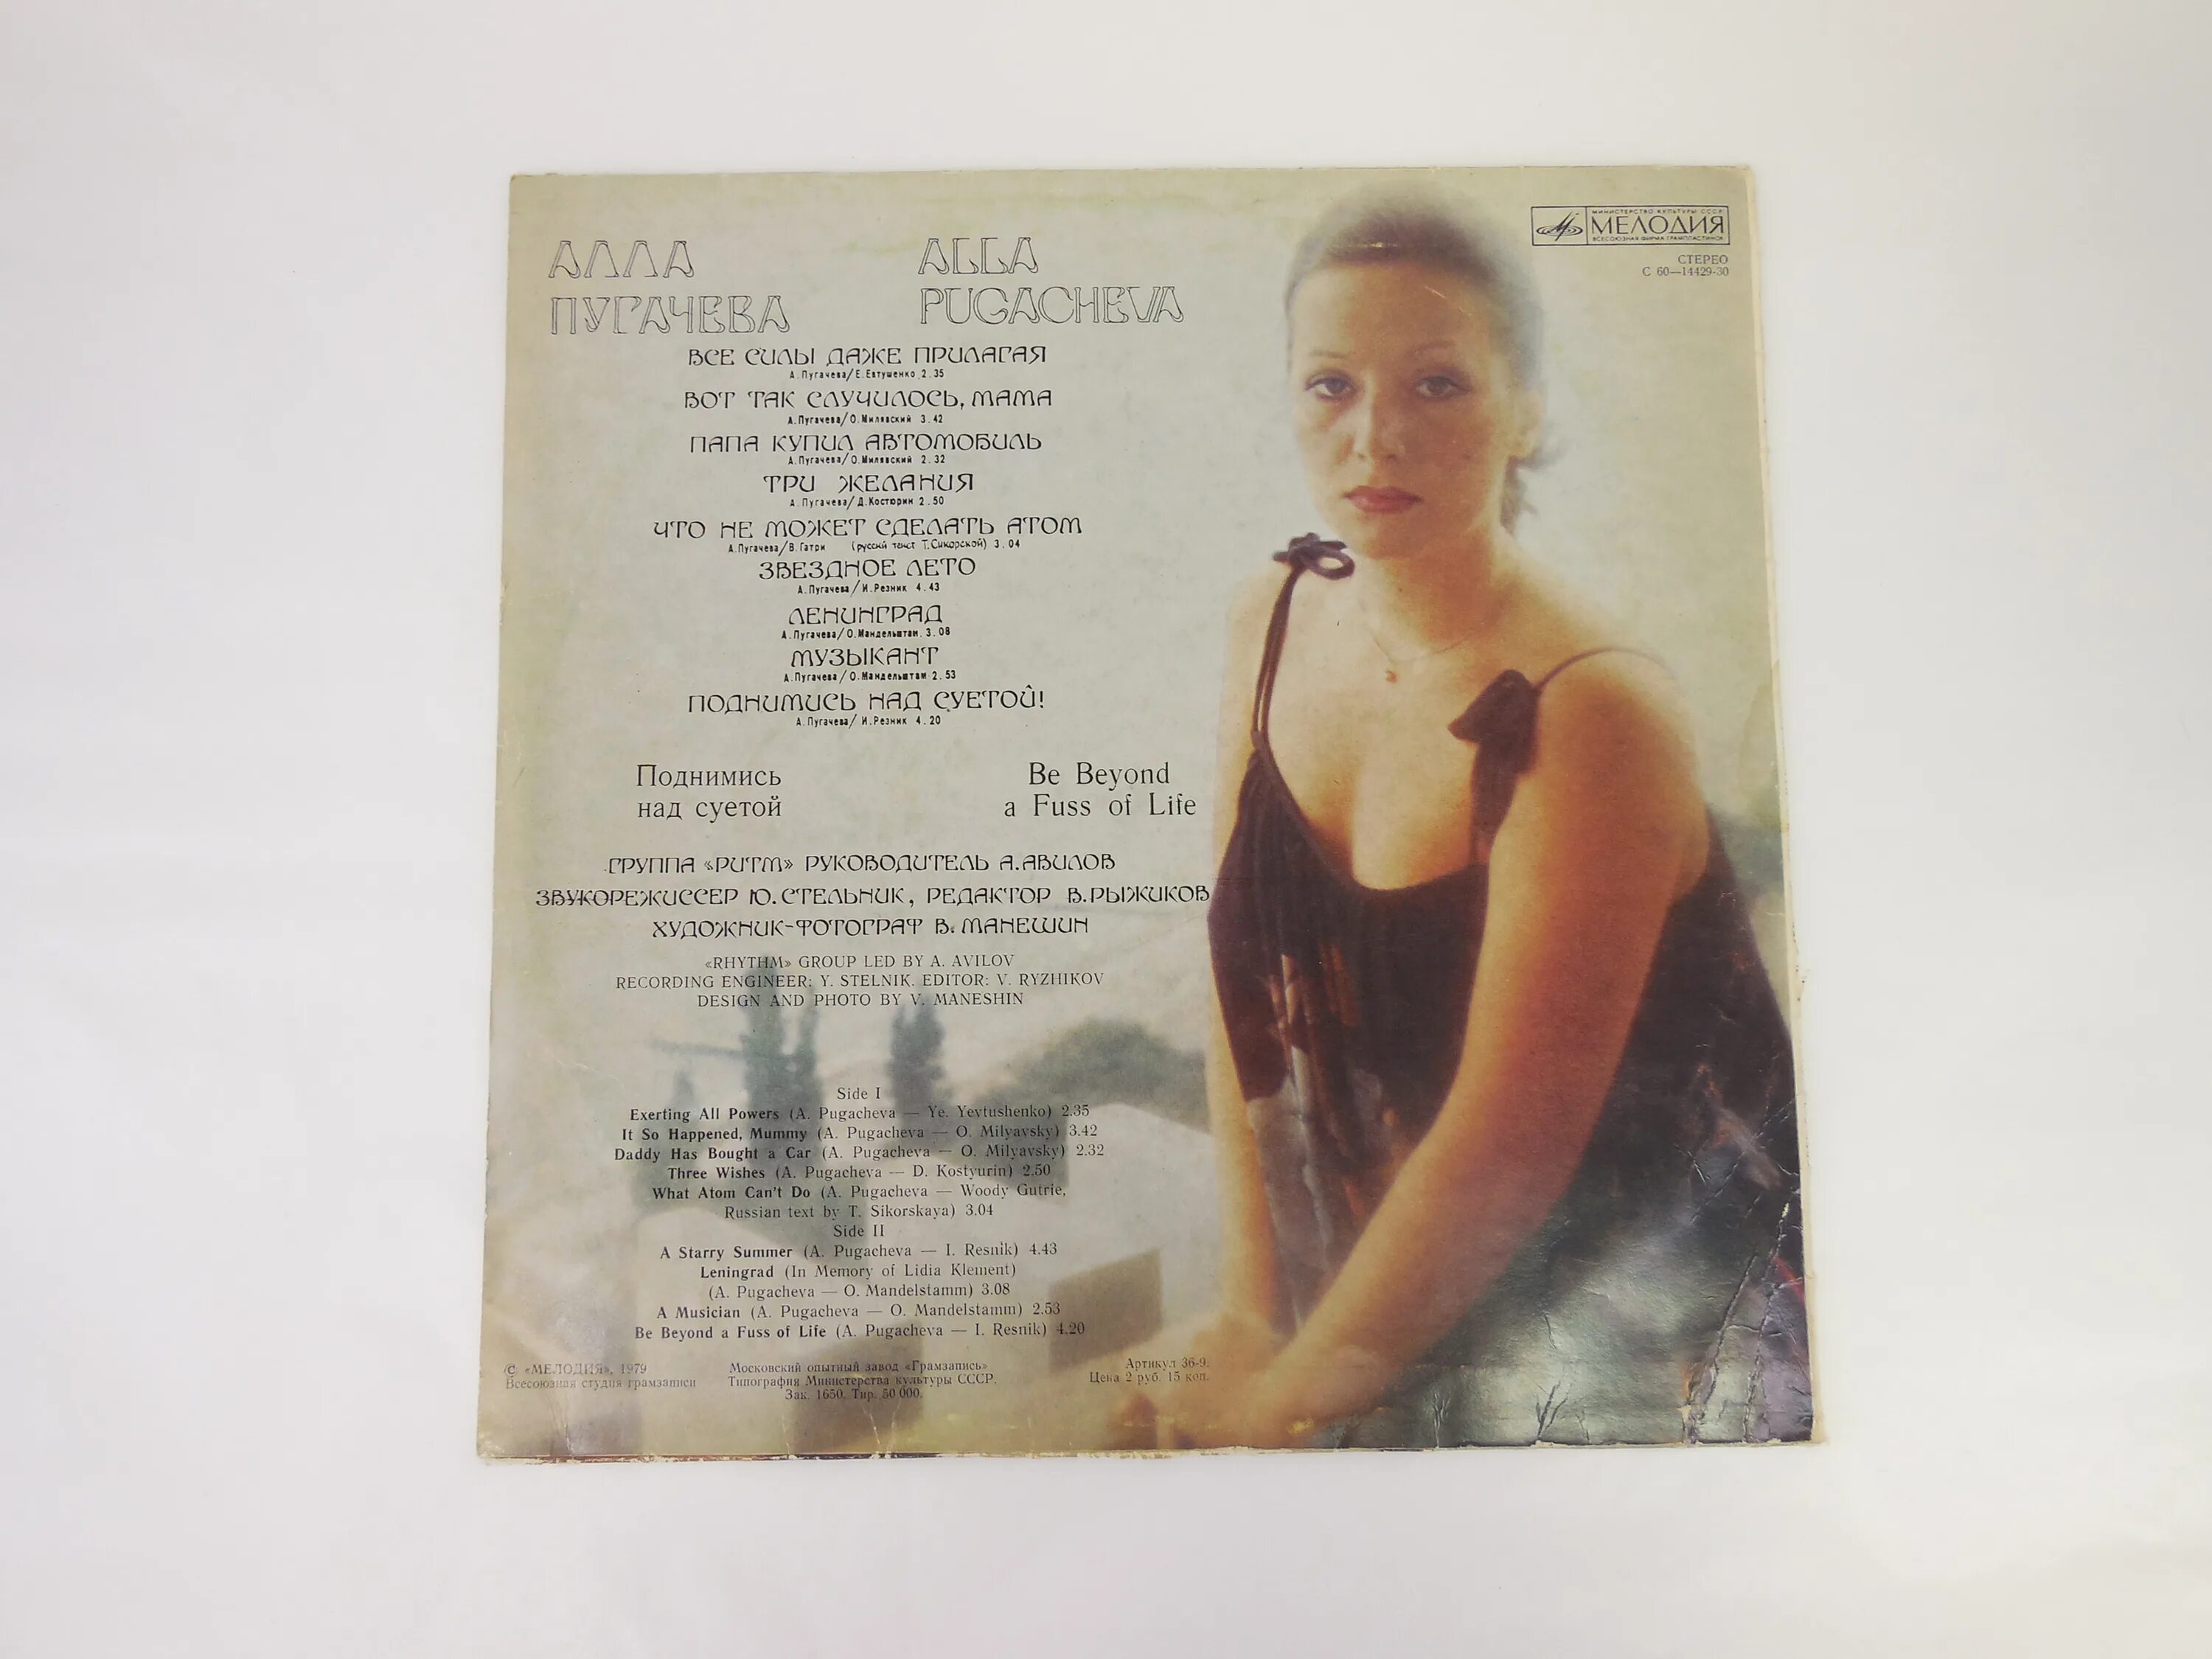 АЛЛА ПУГАЧЕВА
ALLA PUGACHEVA
МИНИСТЕРСТВО КУЛЬТУРЫ СССР
МЕЛОДИЯ
ВСЕСОЮЗНАЯ ФИРМА ГРАМПЛАСТИНОК
СТЕРЕО
С 60—14429-30
ВСЕ СИЛЫ ДАЖЕ ПРИЛАГАЯ
А.Пугачева/Е.Евтушенко 2.35
ВОТ ТАК СЛУЧИЛОСЬ, МАМА
А.Пугачева/О.Милявский 3.42
ПАПА КУПИЛ АВТОМОБИЛЬ
А.Пугачева/О.Милявский 2.32
ТРИ ЖЕЛАНИЯ
А.Пугачева/Д.Костюрин 2.50
ЧТО НЕ МОЖЕТ СДЕЛАТЬ АТОМ
А.Пугачева/В.Гатри (русский текст Т.Сикорской) 3.04
ЗВЕЗДНОЕ ЛЕТО
А.Пугачева/И.Резник 4.43
ЛЕНИНГРАД
А.Пугачева/О.Мандельштам. 3.08
МУЗЫКАНТ
А.Пугачева/О.Мандельштам 2.53
ПОДНИМИСЬ НАД СУЕТОЙ!
А.Пугачева/И.Резник 4.20
Поднимись
над суетой
Be Beyond
a Fuss of Life
ГРУППА «РИТМ» РУКОВОДИТЕЛЬ А.АВИЛОВ
ЗВУКОРЕЖИССЕР Ю.СТЕЛЬНИК, РЕДАКТОР В.РЫЖИКОВ
ХУДОЖНИК-ФОТОГРАФ В.МАНЕШИН
«RHYTHM» GROUP LED BY A. AVILOV
RECORDING ENGINEER: Y. STELNIK. EDITOR: V. RYZHIKOV
DESIGN AND PHOTO BY V. MANESHIN
Side I
Exerting All Powers (A. Pugacheva — Ye. Yevtushenko) 2.35
It So Happened, Mummy (A. Pugacheva — O. Milyavsky) 3.42
Daddy Has Bought a Car (A. Pugacheva — O. Milyavsky) 2.32
Three Wishes (A. Pugacheva — D. Kostyurin) 2.50
What Atom Can't Do (A. Pugacheva — Woody Gutrie,
Russian text by T. Sikorskaya) 3.04
Side II
A Starry Summer (A. Pugacheva — I. Resnik) 4.43
Leningrad (In Memory of Lidia Klement)
(A. Pugacheva — O. Mandelstamm) 3.08
A Musician (A. Pugacheva — O. Mandelstamm) 2.53
Be Beyond a Fuss of Life (A. Pugacheva — I. Resnik) 4.20
© «МЕЛОДИЯ», 1979
Всесоюзная студия грамзаписи
Московский опытный завод «Грамзапись»
Типография Министерства культуры СССР.
Зак. 1650. Тир. 50 000.
Артикул 36-9.
Цена 2 руб. 15 коп.